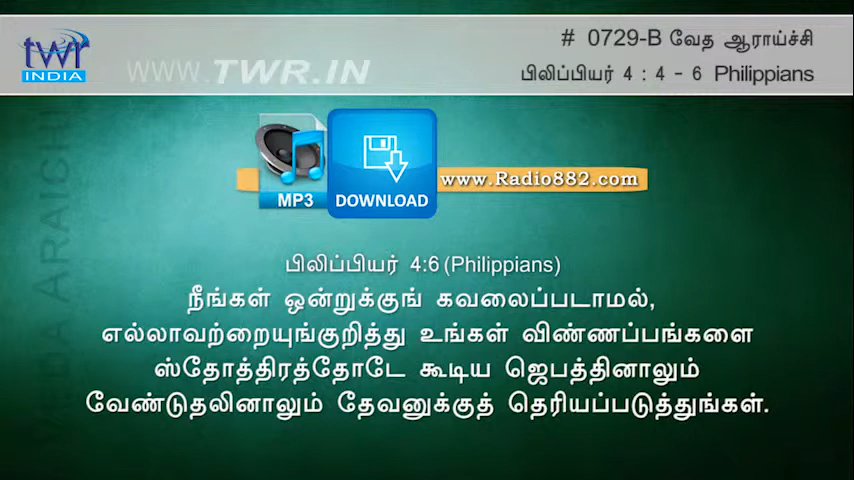 twr
INDIA
WWW.TWR.IN
# 0729-B வேத ஆராய்ச்சி
பிலிப்பியர் 4 : 4 - 6 Philippians
MP3
DOWNLOAD
www.Radio882.com
VEDA ARAICHI
பிலிப்பியர் 4:6 (Philippians)
நீங்கள் ஒன்றுக்குங் கவலைப்படாமல்,
எல்லாவற்றையுங்குறித்து உங்கள் விண்ணப்பங்களை
ஸ்தோத்திரத்தோடே கூடிய ஜெபத்தினாலும்
வேண்டுதலினாலும் தேவனுக்குத் தெரியப்படுத்துங்கள்.